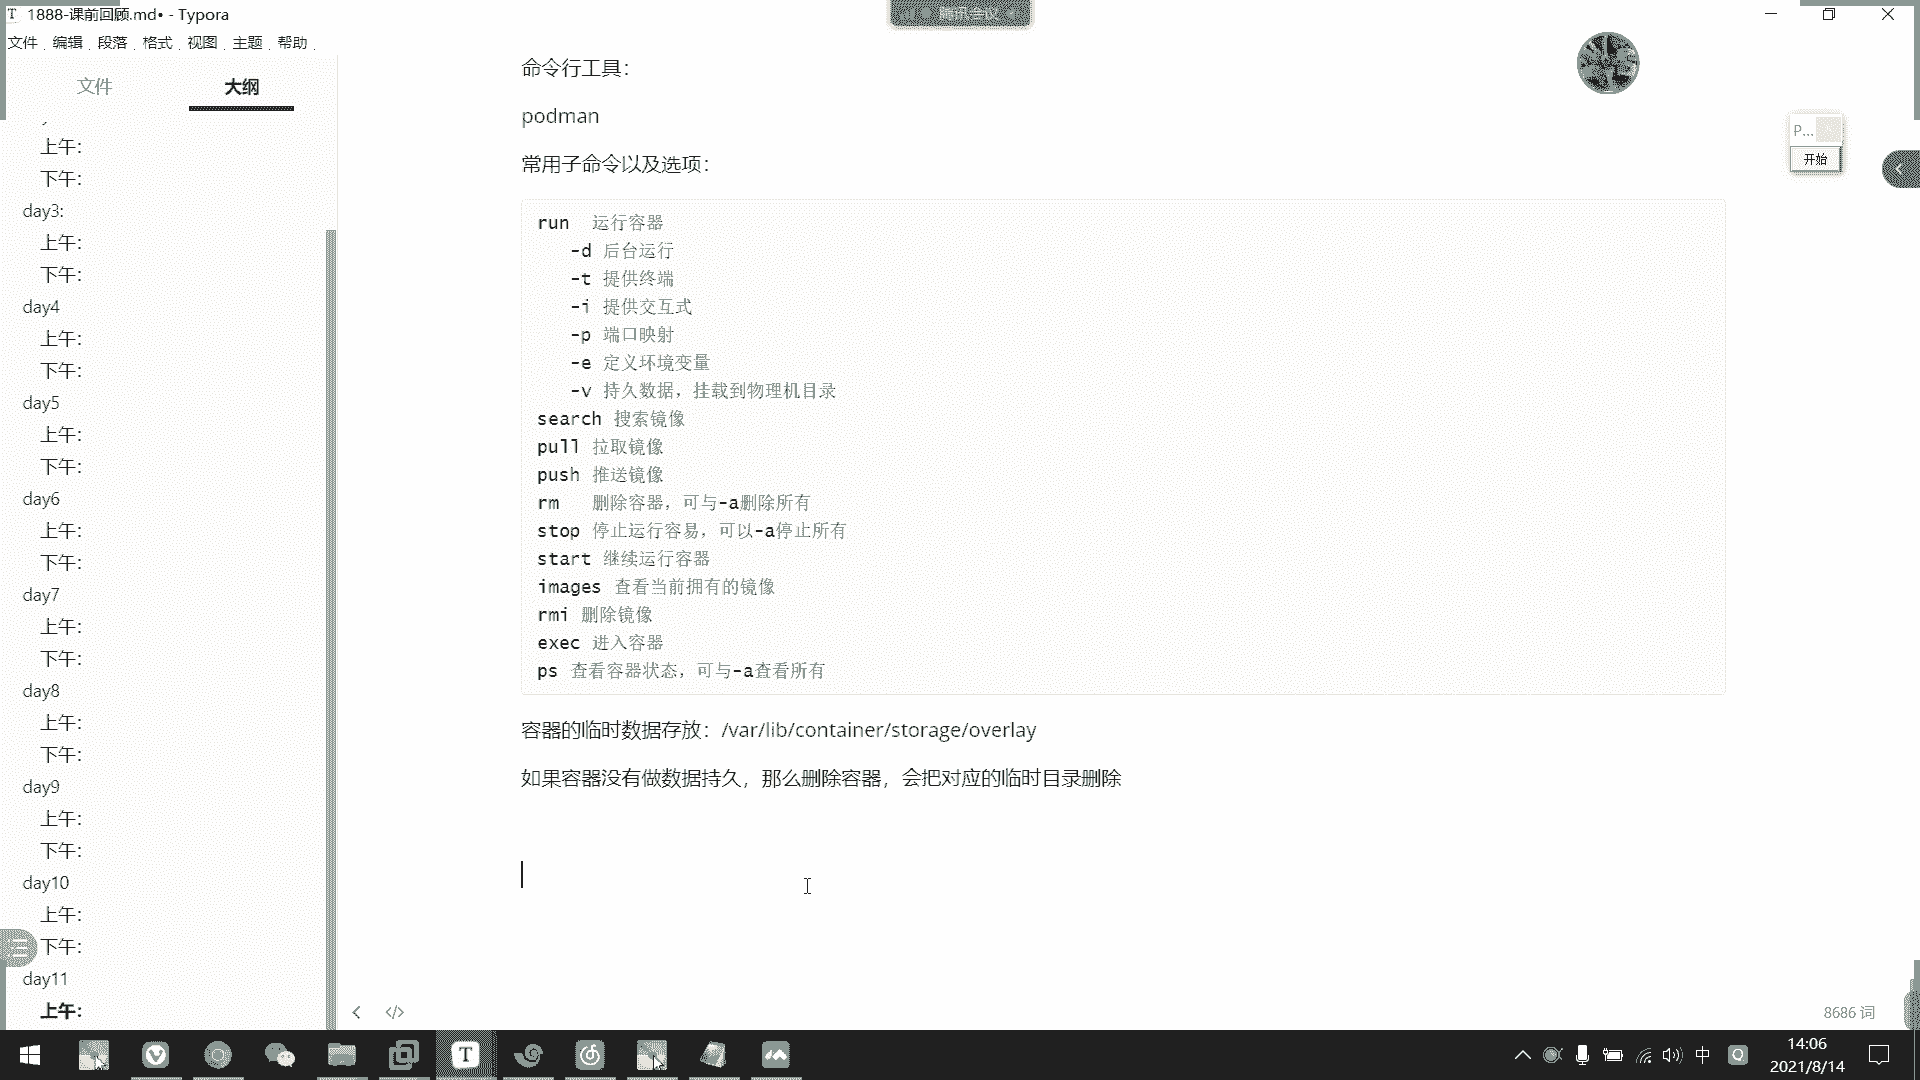 1888-课前回顾.md• - Typora
腾讯会议
文件 编辑 段落 格式 视图 主题 帮助
文件 大纲
上午：
下午：
day3:
上午：
下午：
day4
上午：
下午：
day5
上午：
下午：
day6
上午：
下午：
day7
上午：
下午：
day8
上午：
下午：
day9
上午：
下午：
day10
上午：
下午：
day11
上午：
命令行工具：
podman
常用子命令以及选项：
run 运行容器
-d 后台运行
-t 提供终端
-i 提供交互式
-p 端口映射
-e 定义环境变量
-v 持久数据，挂载到物理机目录
search 搜索镜像
pull 拉取镜像
push 推送镜像
rm 删除容器，可与-a删除所有
stop 停止运行容易，可以-a停止所有
start 继续运行容器
images 查看当前拥有的镜像
rmi 删除镜像
exec 进入容器
ps 查看容器状态，可与-a查看所有
容器的临时数据存放：/var/lib/container/storage/overlay
如果容器没有做数据持久，那么删除容器，会把对应的临时目录删除
P...
开始
8686 词
中
14:06
2021/8/14